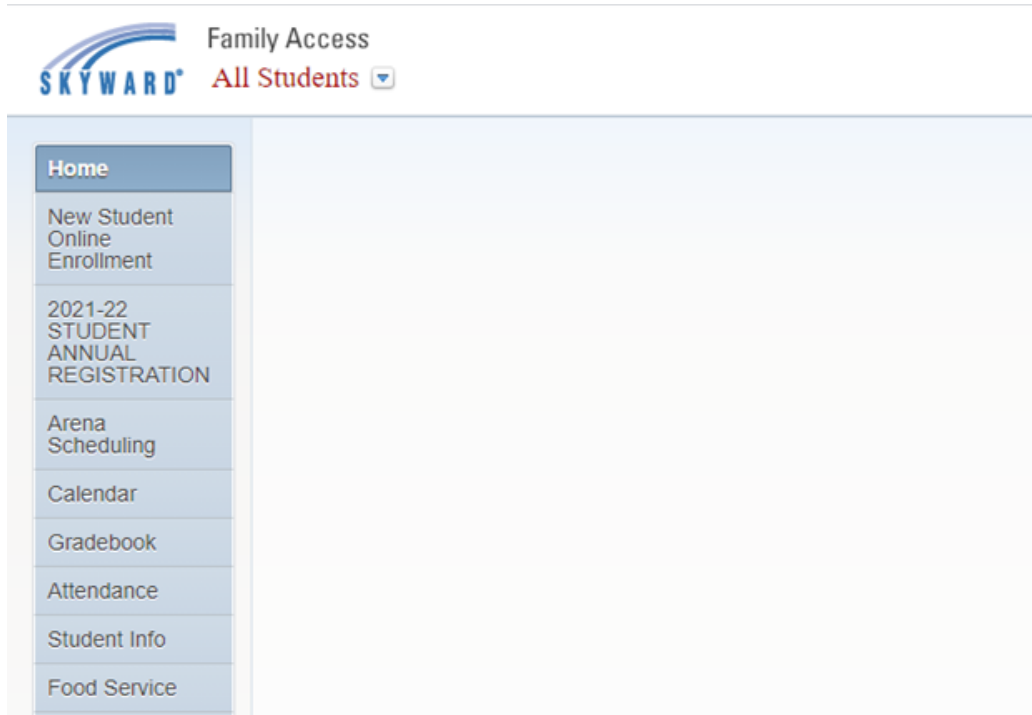 Family Access
SKYWARD®
All Students
Home
New Student
Online
Enrollment
2021-22
STUDENT
ANNUAL
REGISTRATION
Arena
Scheduling
Calendar
Gradebook
Attendance
Student Info
Food Service